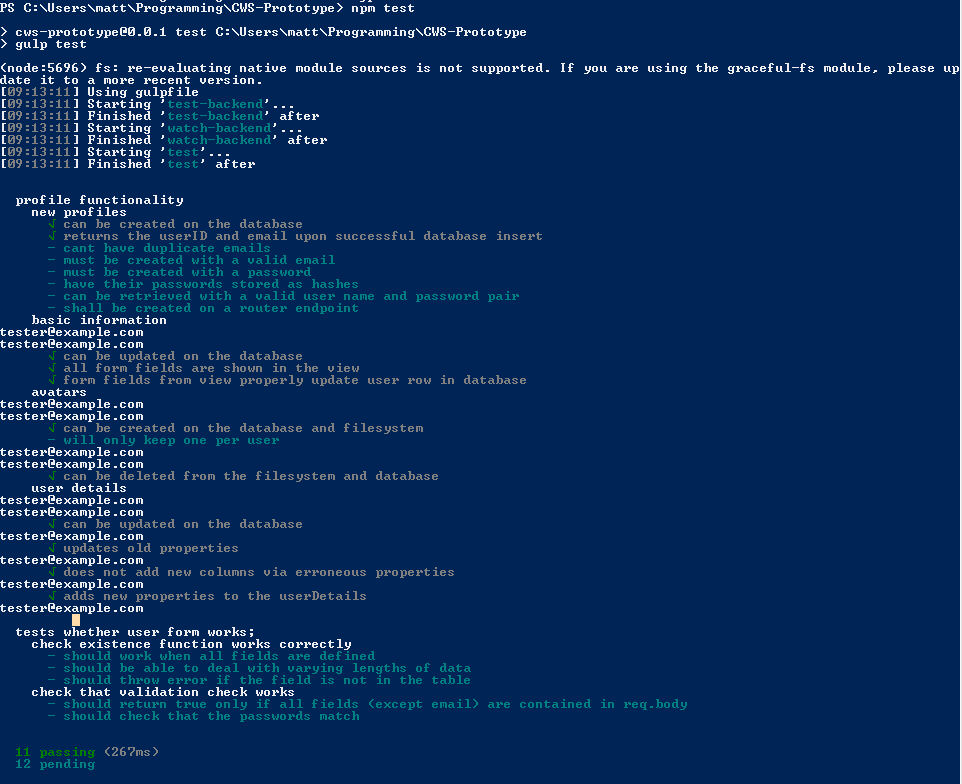 PS C:\Users\matt\Programming\CWS-Prototype> npm test
> cws-prototype@0.0.1 test C:\Users\matt\Programming\CWS-Prototype
> gulp test
(node:5696) fs: re-evaluating native module sources is not supported. If you are using the graceful-fs module, please up
date it to a more recent version.
[09:13:11] Using gulpfile
[09:13:11] Starting 'test-backend'...
[09:13:11] Finished 'test-backend' after
[09:13:11] Starting 'watch-backend'...
[09:13:11] Finished 'watch-backend' after
[09:13:11] Starting 'test'...
[09:13:11] Finished 'test' after
profile functionality
new profiles
√ can be created on the database
√ returns the userID and email upon successful database insert
- cant have duplicate emails
- must be created with a valid email
- must be created with a password
- have their passwords stored as hashes
- can be retrieved with a valid user name and password pair
- shall be created on a router endpoint
basic information
tester@example.com
tester@example.com
√ can be updated on the database
√ all form fields are shown in the view
√ form fields from view properly update user row in database
avatars
tester@example.com
tester@example.com
√ can be created on the database and filesystem
- will only keep one per user
tester@example.com
tester@example.com
√ can be deleted from the filesystem and database
user details
tester@example.com
tester@example.com
√ can be updated on the database
tester@example.com
√ updates old properties
tester@example.com
√ does not add new columns via erroneous properties
tester@example.com
√ adds new properties to the userDetails
tester@example.com
tests whether user form works;
check existence function works correctly
- should work when all fields are defined
- should be able to deal with varying lengths of data
- should throw error if the field is not in the table
check that validation check works
- should return true only if all fields (except email) are contained in req.body
- should check that the passwords match
11 passing (267ms)
12 pending